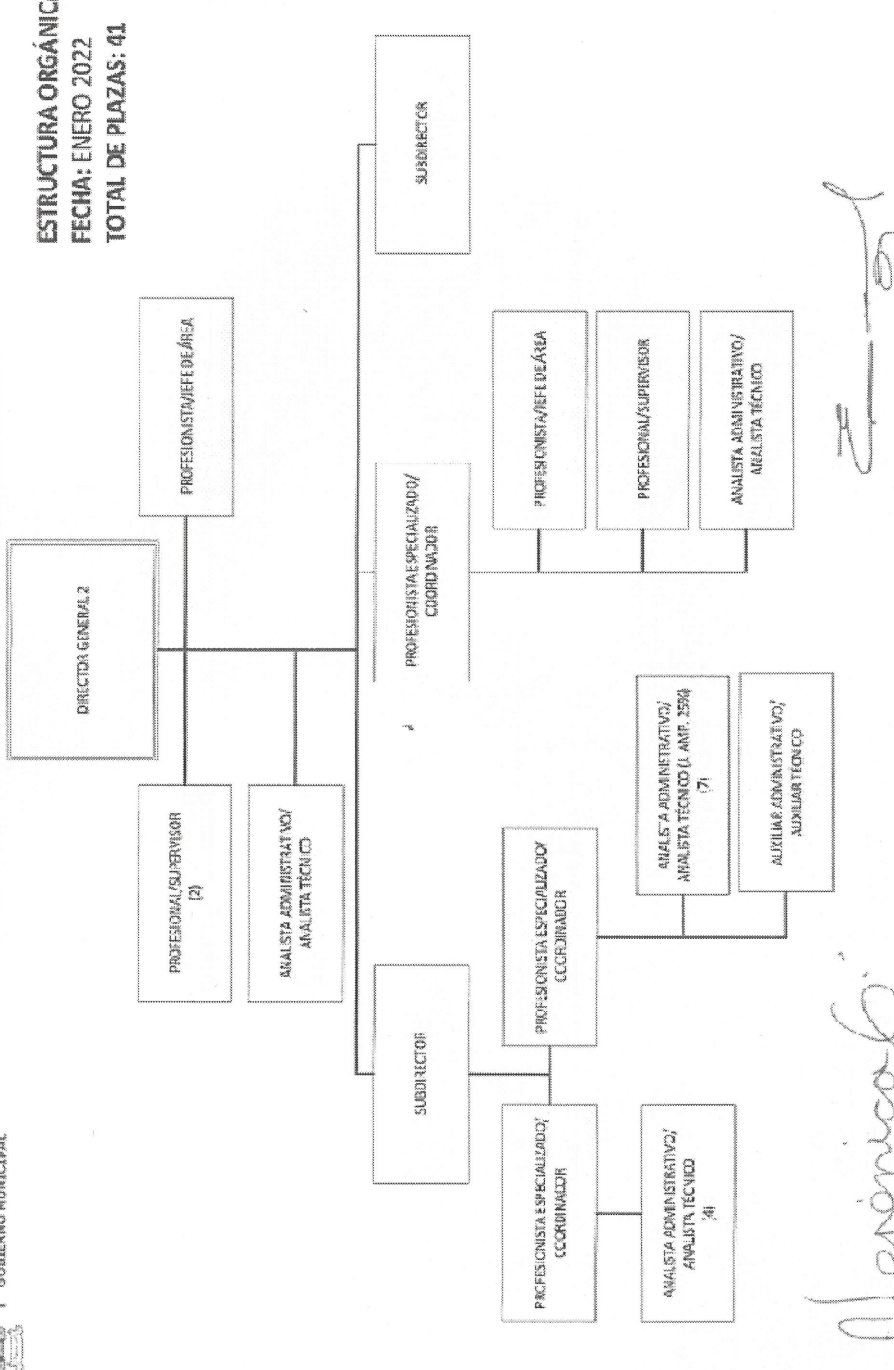 GOBIERNO MUNICIPAL
ESTRUCTURA ORGÁNIC
FECHA: ENERO 2022
TOTAL DE PLAZAS: 41
DIRECTOR GENERAL 2
PROFESIONAL/SUPERVISOR
(2)
PROFESIONISTA/JEFE DE ÁREA
ANALISTA ADMINISTRATIVO/
ANALISTA TÉCNICO
SUBDIRECTOR
PROFESIONISTA ESPECIALIZADO/
COORDINADOR
SUBDIRECTOR
PROFESIONISTA ESPECIALIZADO/
COORDINADOR
PROFESIONISTA ESPECIALIZADO/
COORDINADOR
PROFESIONISTA/JEFE DE ÁREA
PROFESIONAL/SUPERVISOR
ANALISTA ADMINISTRATIVO/
ANALISTA TÉCNICO
ANALISTA ADMINISTRATIVO/
ANALISTA TÉCNICO
(4)
ANALISTA ADMINISTRATIVO/
ANALISTA TÉCNICO (J. AMP. 25%)
(7)
AUXILIAR ADMINISTRATIVO/
AUXILIAR TÉCNICO